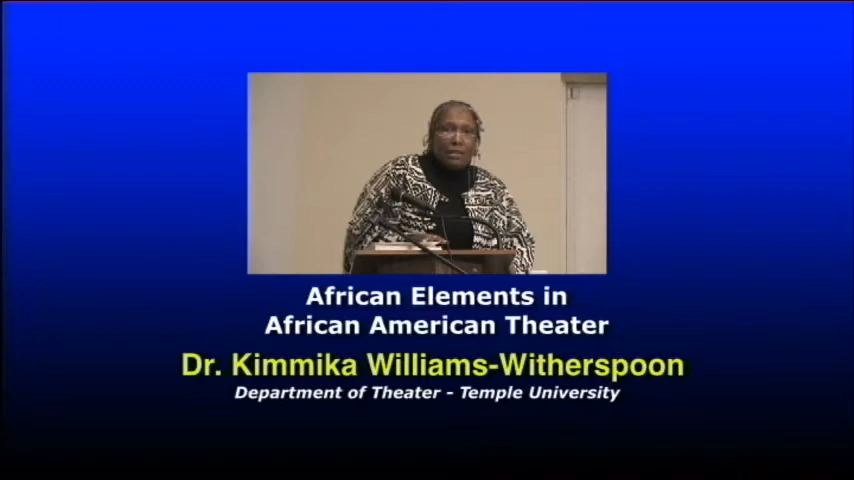 African Elements in
African American Theater
Dr. Kimmika Williams-Witherspoon
Department of Theater - Temple University